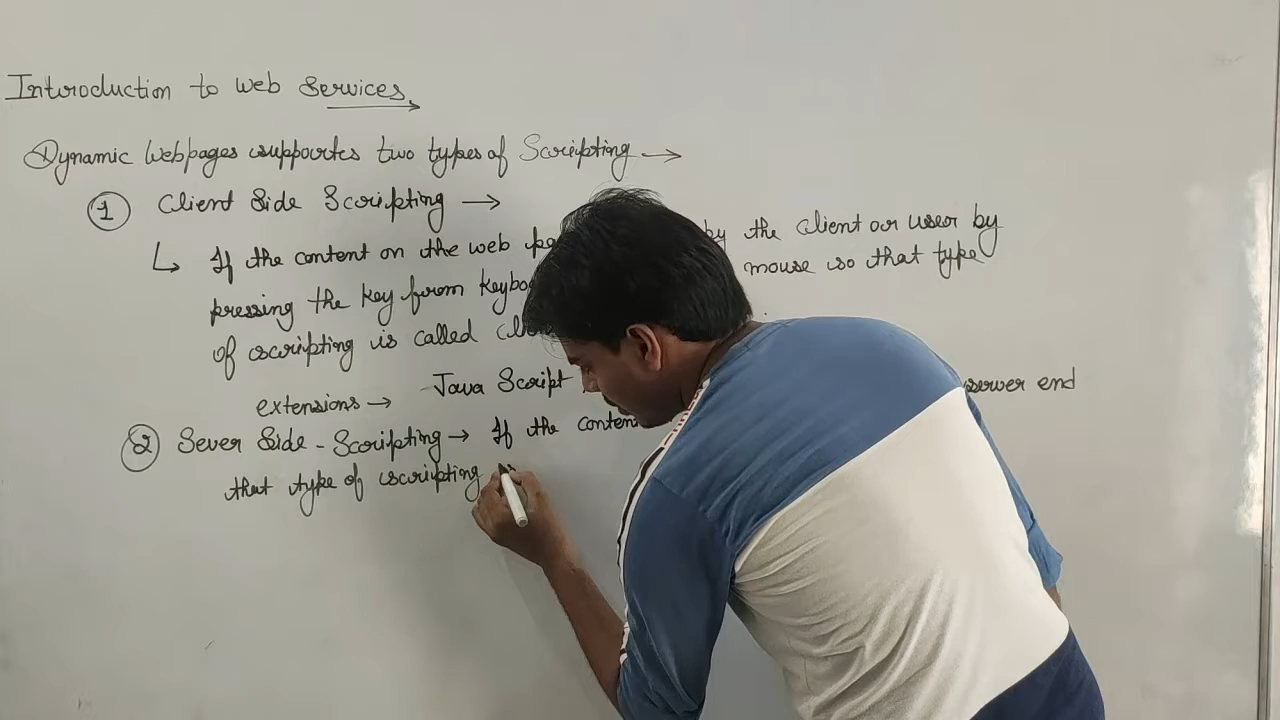 Introduction to web Services
Dynamic Webpages supportes two types of Scripting →
1 Client Side Scripting →
↳ If the content on the web by the client or user by
pressing the key from keybo mouse so that type
of scripting is called
extensions → Java Script
2 Sever Side - Scripting → If the conten server end
that type of scripting